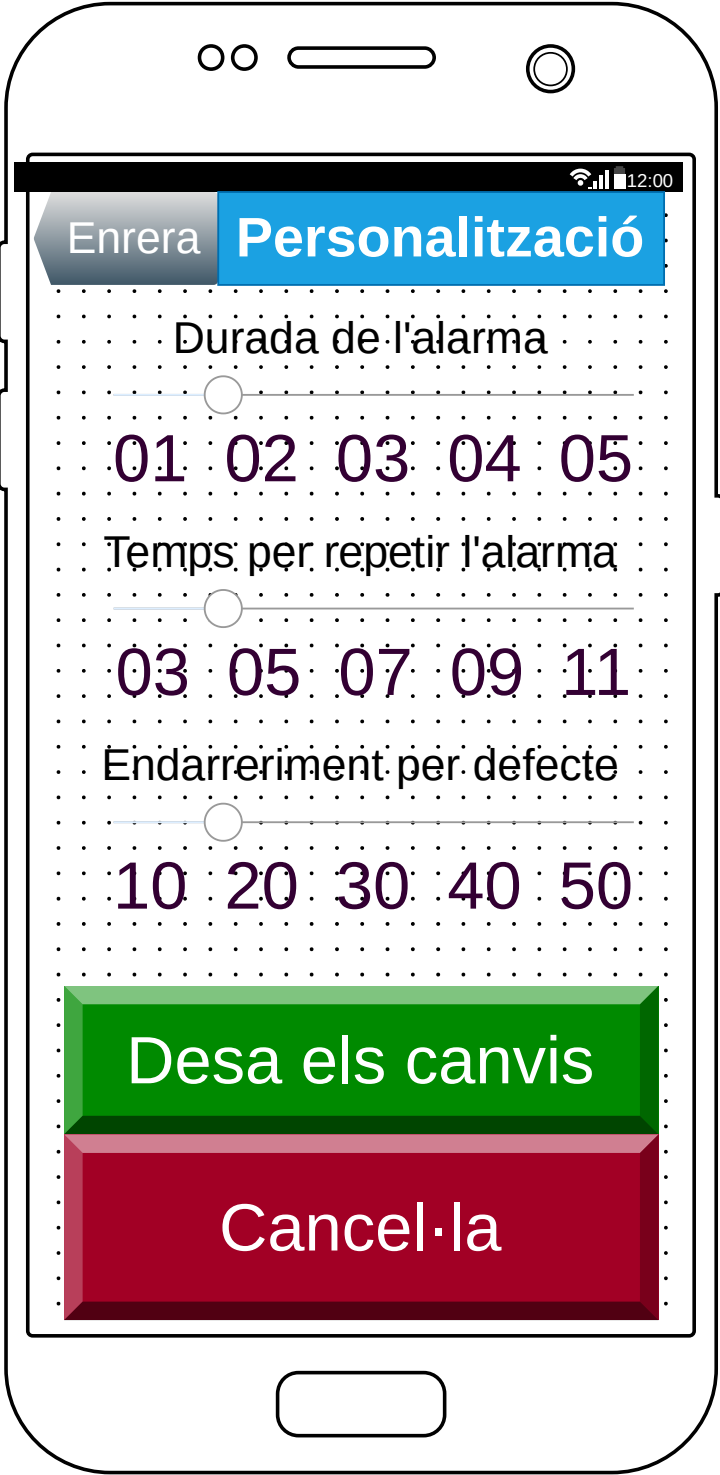 12:00
Enrera Personalització
Durada de l'alarma
01 02 03 04 05
Temps per repetir l'alarma
03 05 07 09 11
Endarreriment per defecte
10 20 30 40 50
Desa els canvis
Cancel·la